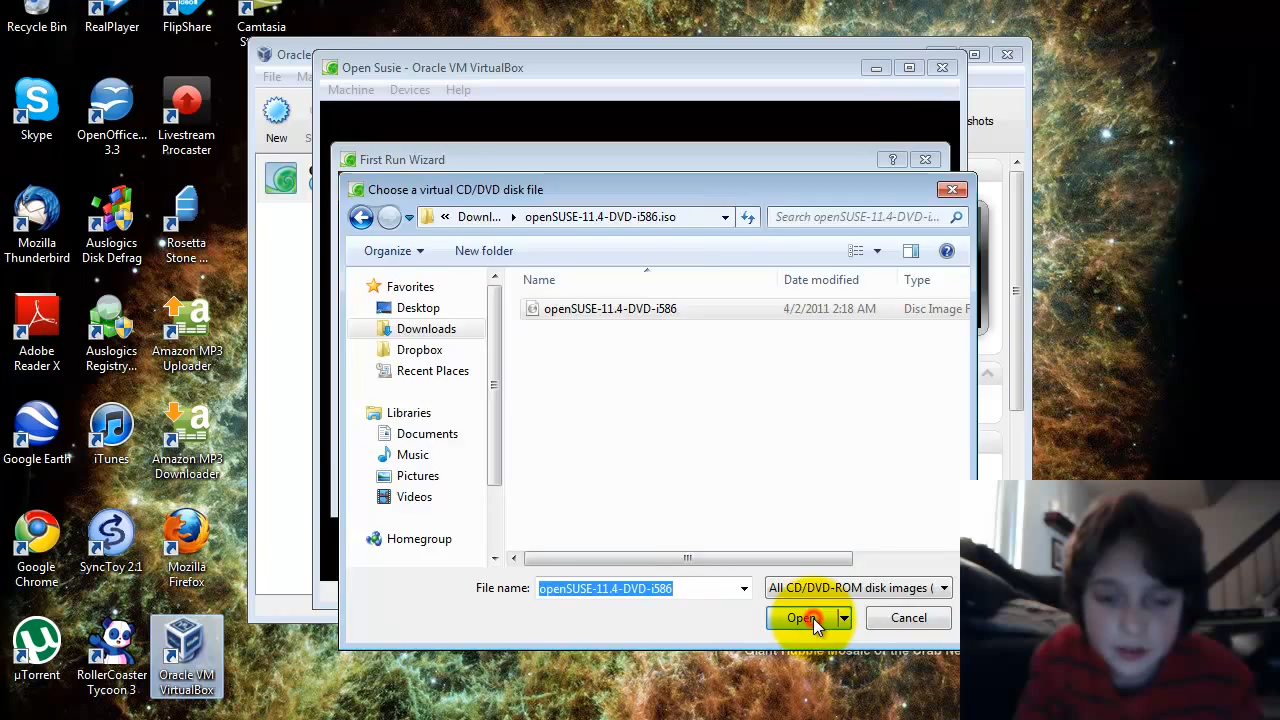 Recycle Bin
RealPlayer
FlipShare
Camtasia
Skype
OpenOffice... 3.3
Livestream Procaster
Mozilla Thunderbird
Auslogics Disk Defrag
Rosetta Stone ...
Adobe Reader X
Auslogics Registry...
Amazon MP3 Uploader
Google Earth
iTunes
Amazon MP3 Downloader
Google Chrome
SyncToy 2.1
Mozilla Firefox
µTorrent
RollerCoaster Tycoon 3
Oracle VM VirtualBox
Oracle
File
New
shots
Open Susie - Oracle VM VirtualBox
Machine Devices Help
First Run Wizard
Choose a virtual CD/DVD disk file
« Downl... openSUSE-11.4-DVD-i586.iso
Search openSUSE-11.4-DVD-i...
Organize New folder
Favorites
Desktop
Downloads
Dropbox
Recent Places
Libraries
Documents
Music
Pictures
Videos
Homegroup
Name Date modified Type
openSUSE-11.4-DVD-i586 4/2/2011 2:18 AM Disc Image F
File name: openSUSE-11.4-DVD-i586
All CD/DVD-ROM disk images (
Open Cancel